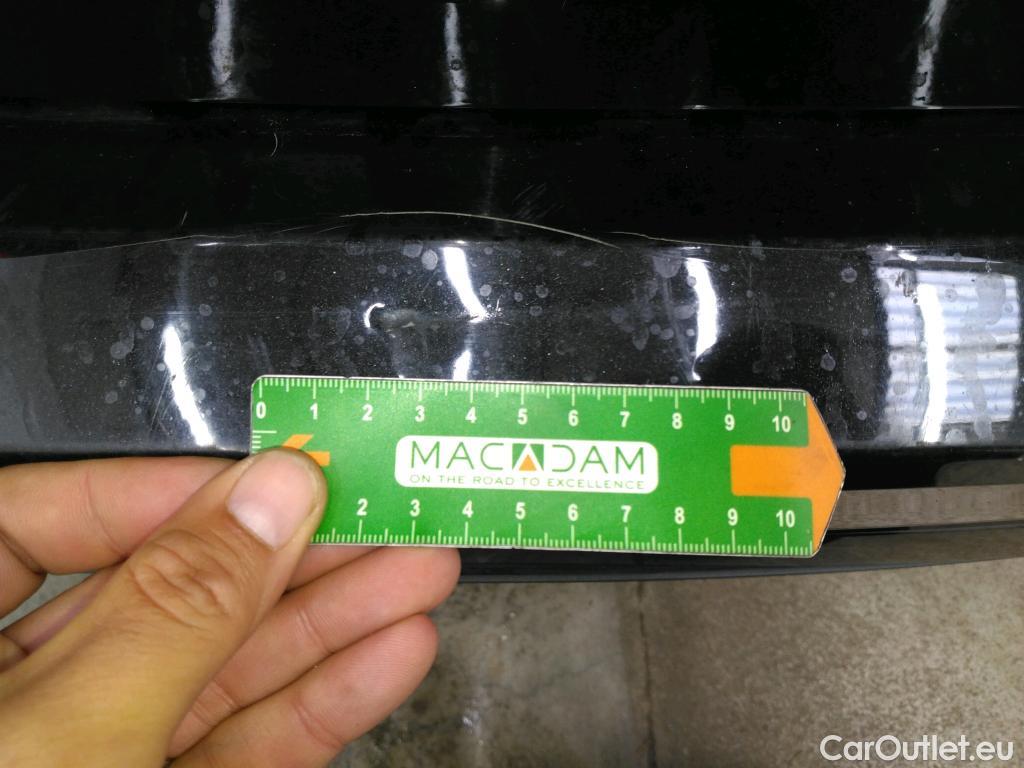 0 1 2 3 4 5 6 7 8 9 10
MACADAM
ON THE ROAD TO EXCELLENCE
2 3 4 5 6 7 8 9 10
CarOutlet.eu